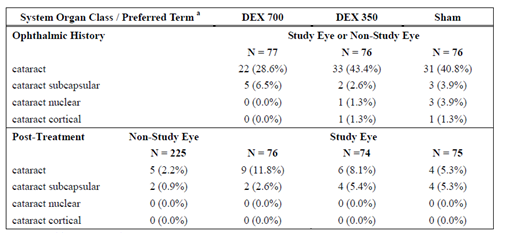 System Organ Class / Preferred Term a DEX 700 DEX 350 Sham
Ophthalmic History Study Eye or Non-Study Eye
N = 77 N = 76 N = 76
cataract 22 (28.6%) 33 (43.4%) 31 (40.8%)
cataract subcapsular 5 (6.5%) 2 (2.6%) 3 (3.9%)
cataract nuclear 0 (0.0%) 1 (1.3%) 3 (3.9%)
cataract cortical 0 (0.0%) 1 (1.3%) 1 (1.3%)
Post-Treatment Non-Study Eye Study Eye
N = 225 N = 76 N =74 N = 75
cataract 5 (2.2%) 9 (11.8%) 6 (8.1%) 4 (5.3%)
cataract subcapsular 2 (0.9%) 2 (2.6%) 4 (5.4%) 4 (5.3%)
cataract nuclear 0 (0.0%) 0 (0.0%) 0 (0.0%) 0 (0.0%)
cataract cortical 0 (0.0%) 0 (0.0%) 0 (0.0%) 0 (0.0%)